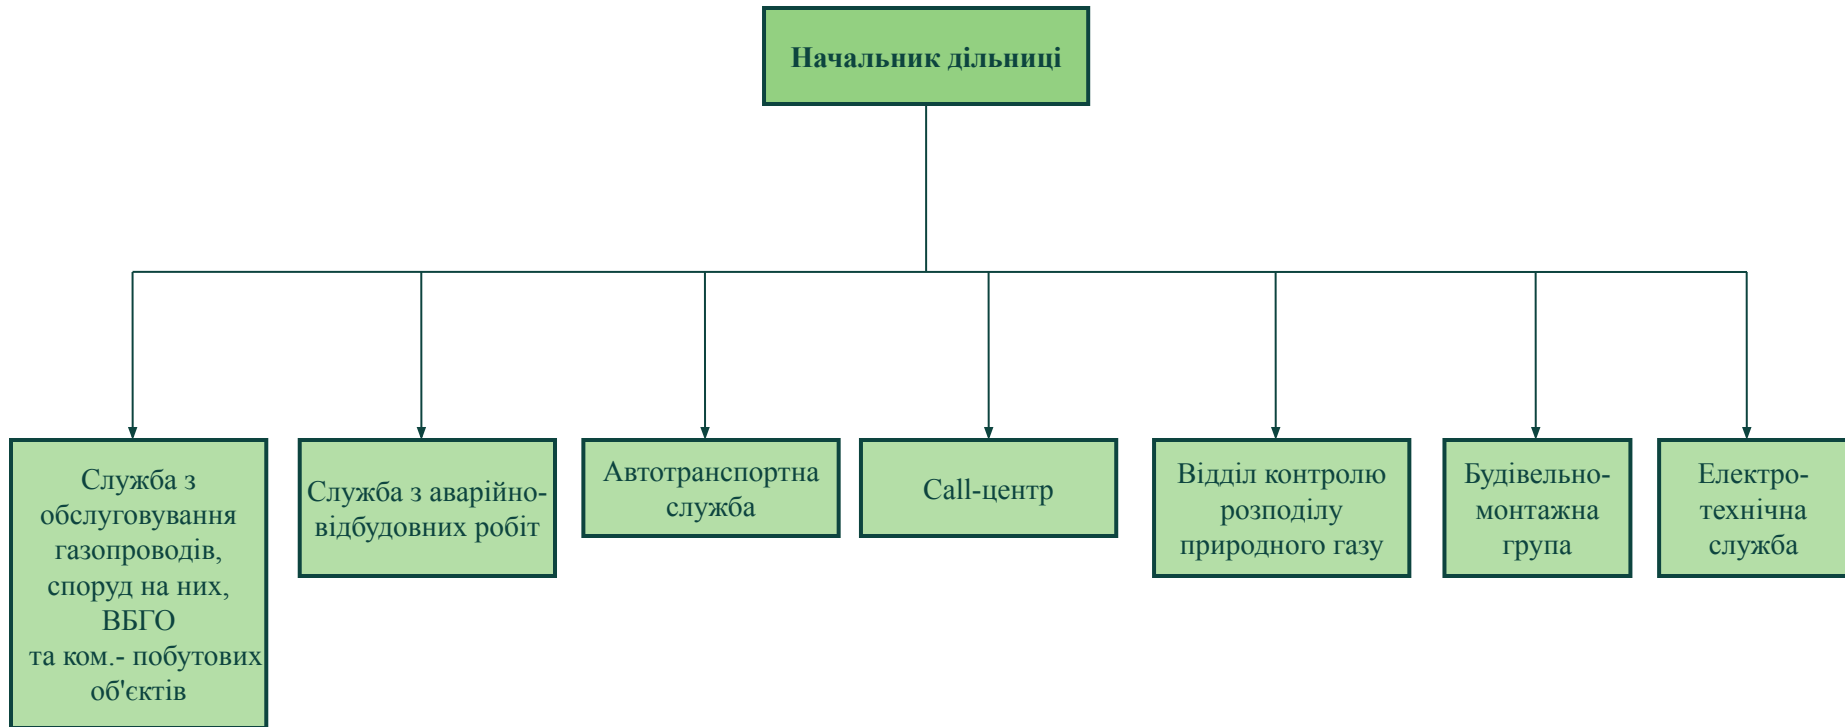 Начальник дільниці
Служба з
обслуговування
газопроводів,
споруд на них,
ВБГО
та ком.- побутових
об'єктів
Служба з аварійно-
відбудовних робіт
Автотранспортна
служба
Call-центр
Відділ контролю
розподілу
природного газу
Будівельно-
монтажна
група
Електро-
технічна
служба